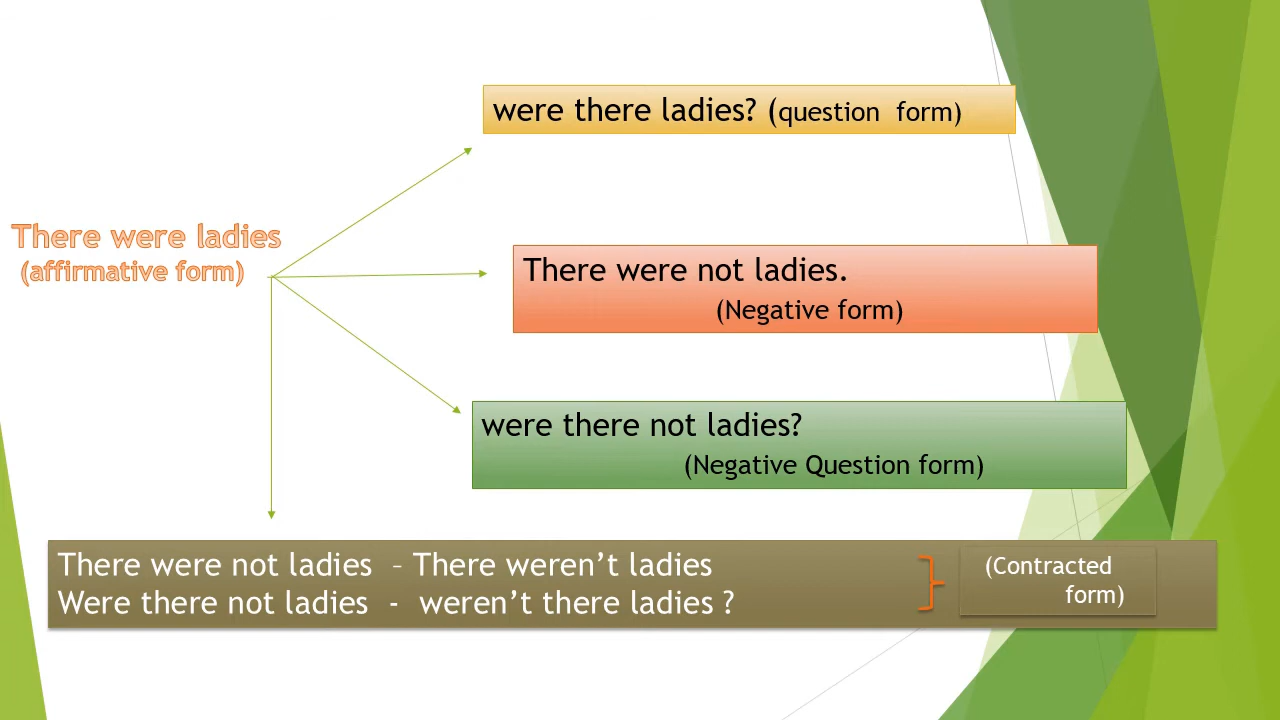 were there ladies? (question form)
There were ladies
(affirmative form)
There were not ladies.
(Negative form)
were there not ladies?
(Negative Question form)
There were not ladies – There weren’t ladies
Were there not ladies - weren’t there ladies ?
(Contracted
form)